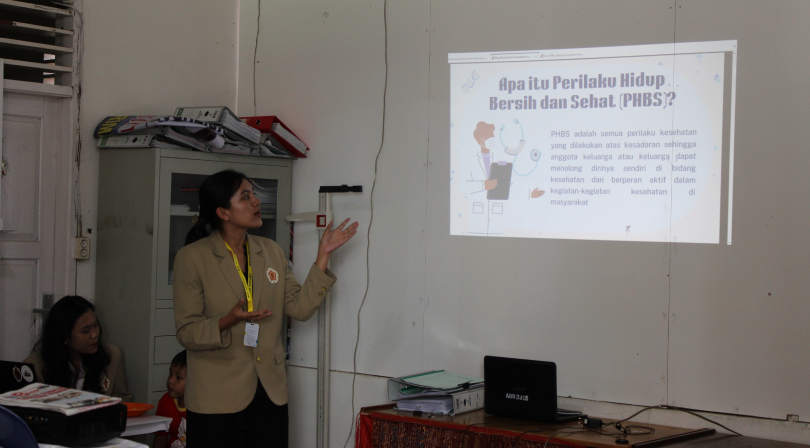 Apa itu Perilaku Hidup
Bersih dan Sehat (PHBS)?
PHBS adalah semua perilaku kesehatan
yang dilakukan atas kesadaran sehingga
anggota keluarga atau keluarga dapat
menolong dirinya sendiri di bidang
kesehatan dan berperan aktif dalam
kegiatan-kegiatan kesehatan di
masyarakat.